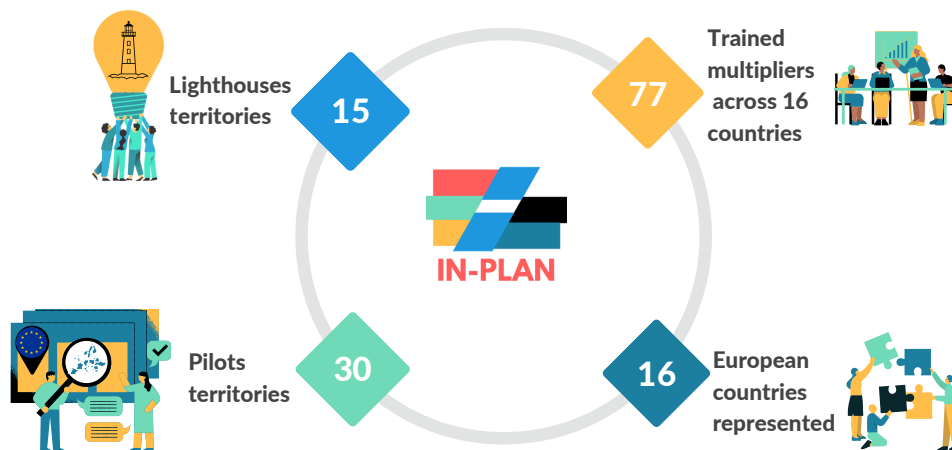 Lighthouses
territories
15
77
Trained
multipliers
across 16
countries
IN-PLAN
Pilots
territories
30
16
European
countries
represented